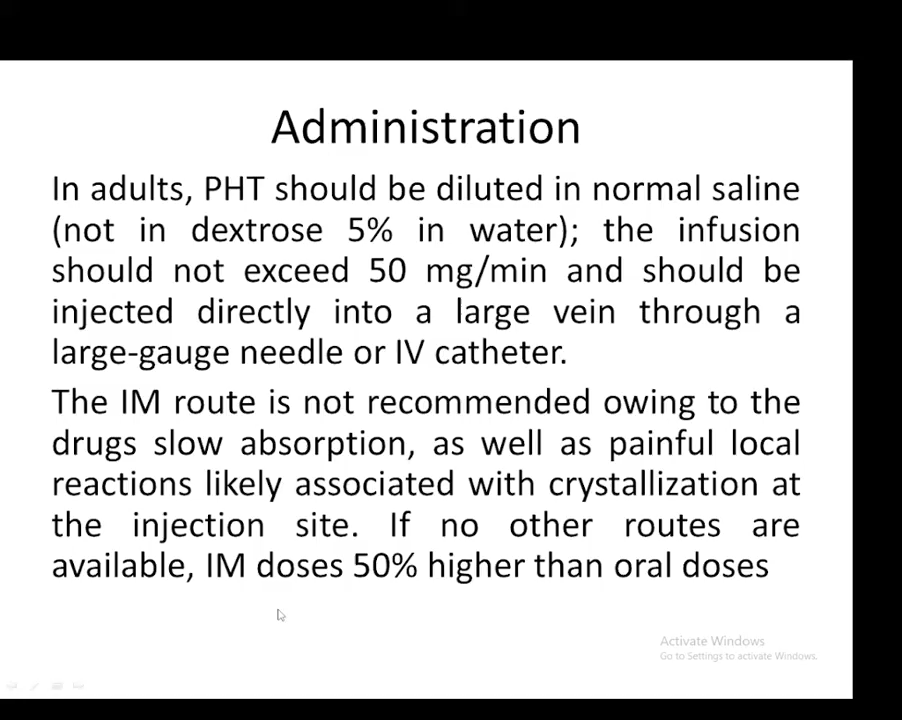 Administration
In adults, PHT should be diluted in normal saline
(not in dextrose 5% in water); the infusion
should not exceed 50 mg/min and should be
injected directly into a large vein through a
large-gauge needle or IV catheter.
The IM route is not recommended owing to the
drugs slow absorption, as well as painful local
reactions likely associated with crystallization at
the injection site. If no other routes are
available, IM doses 50% higher than oral doses
Activate Windows
Go to Settings to activate Windows.